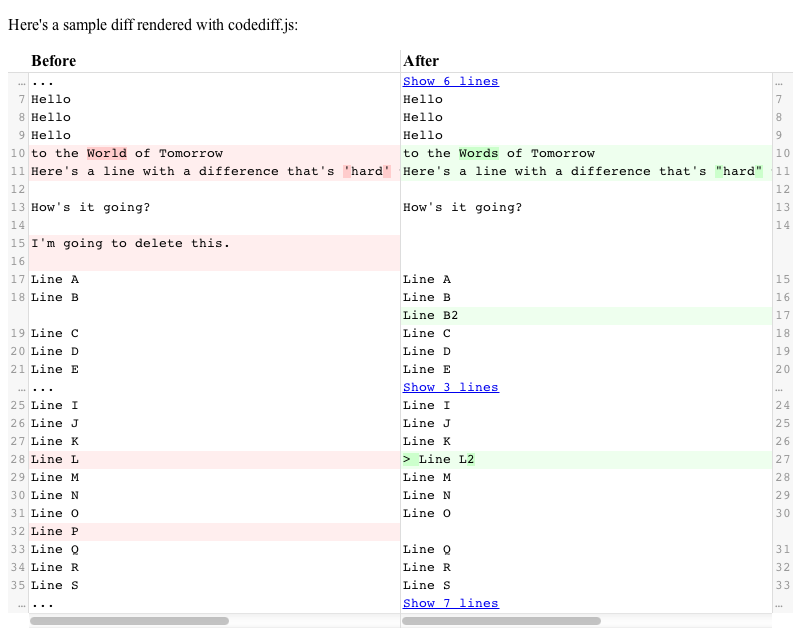 Here's a sample diff rendered with codediff.js:
Before After
... ... Show 6 lines ...
7 Hello Hello 7
8 Hello Hello 8
9 Hello Hello 9
10 to the World of Tomorrow to the Words of Tomorrow 10
11 Here's a line with a difference that's 'hard' Here's a line with a difference that's "hard" 11
12 12
13 How's it going? How's it going? 13
14 14
15 I'm going to delete this.
16
17 Line A Line A 15
18 Line B Line B 16
Line B2 17
19 Line C Line C 18
20 Line D Line D 19
21 Line E Line E 20
... ... Show 3 lines ...
25 Line I Line I 24
26 Line J Line J 25
27 Line K Line K 26
28 Line L > Line L2 27
29 Line M Line M 28
30 Line N Line N 29
31 Line O Line O 30
32 Line P
33 Line Q Line Q 31
34 Line R Line R 32
35 Line S Line S 33
... ... Show 7 lines ...